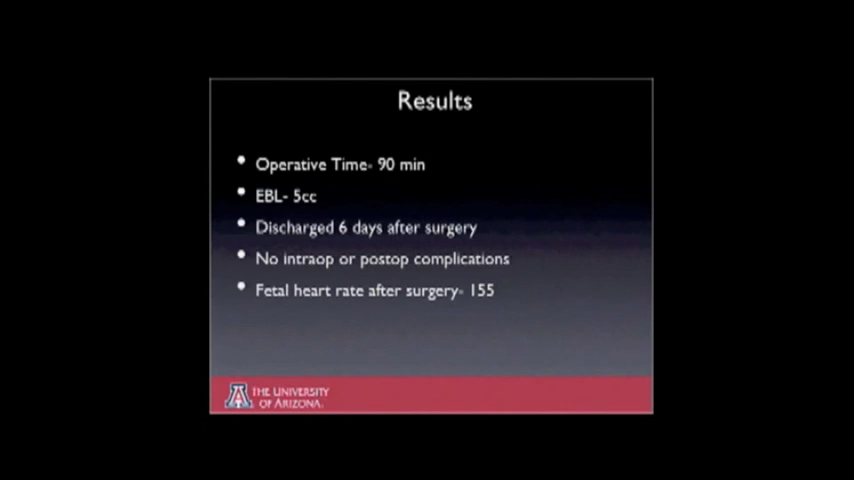 Results
• Operative Time- 90 min
• EBL- 5cc
• Discharged 6 days after surgery
• No intraop or postop complications
• Fetal heart rate after surgery- 155
A
THE UNIVERSITY
OF ARIZONA.